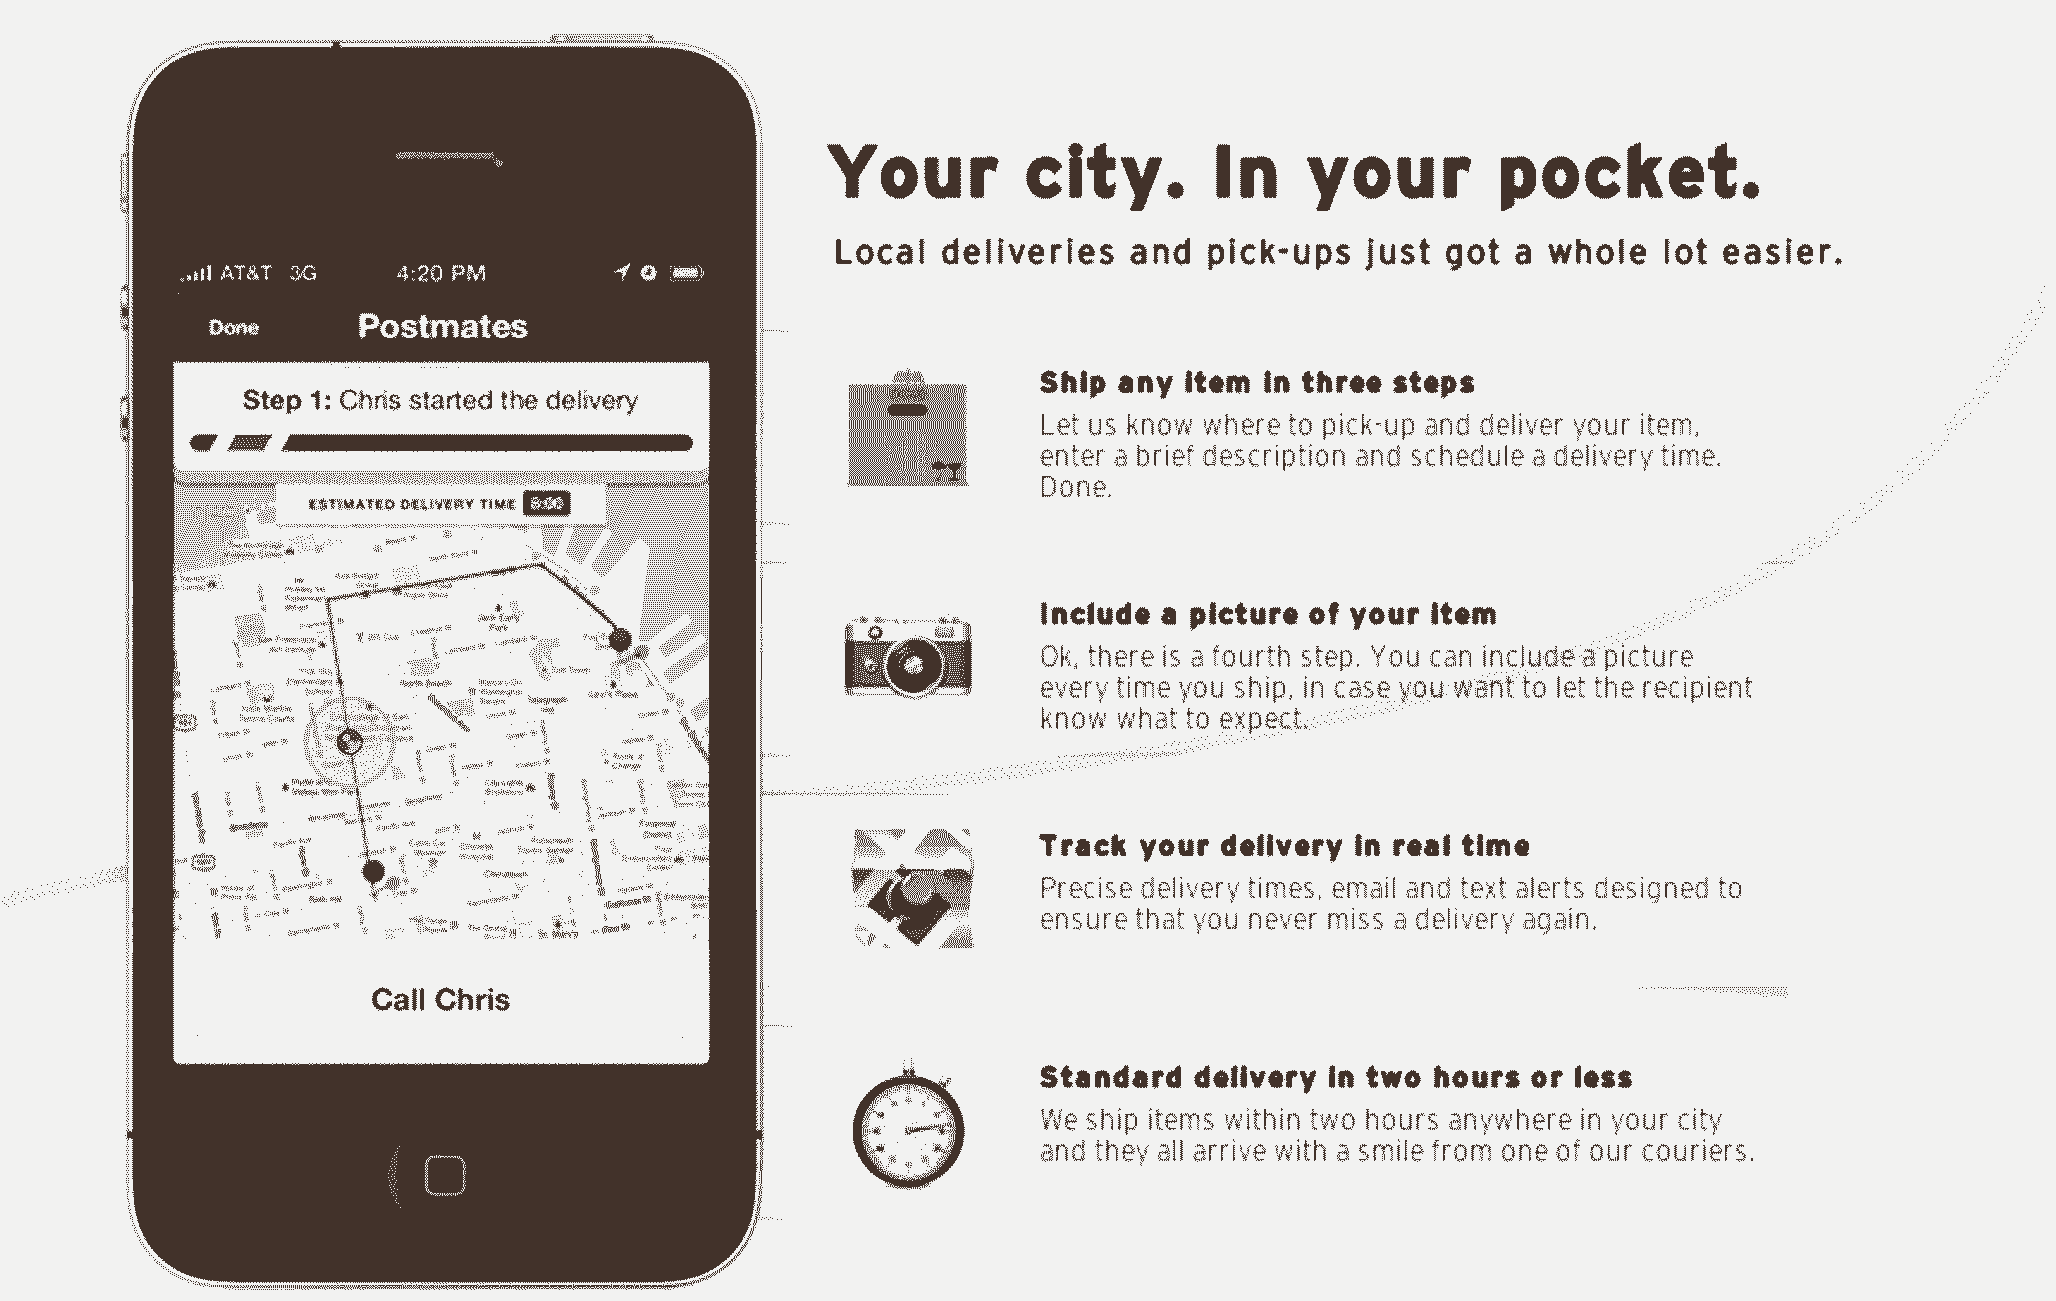 AT&T 3G 4:20 PM
Done Postmates
Step 1: Chris started the delivery
ESTIMATED DELIVERY TIME
Call Chris
Your city. In your pocket.
Local deliveries and pick-ups just got a whole lot easier.
Ship any item in three steps
Let us know where to pick-up and deliver your item,
enter a brief description and schedule a delivery time.
Done.
Include a picture of your item
Ok, there is a fourth step. You can include a picture
every time you ship, in case you want to let the recipient
know what to expect.
Track your delivery in real time
Precise delivery times, email and text alerts designed to
ensure that you never miss a delivery again.
Standard delivery in two hours or less
We ship items within two hours anywhere in your city
and they all arrive with a smile from one of our couriers.